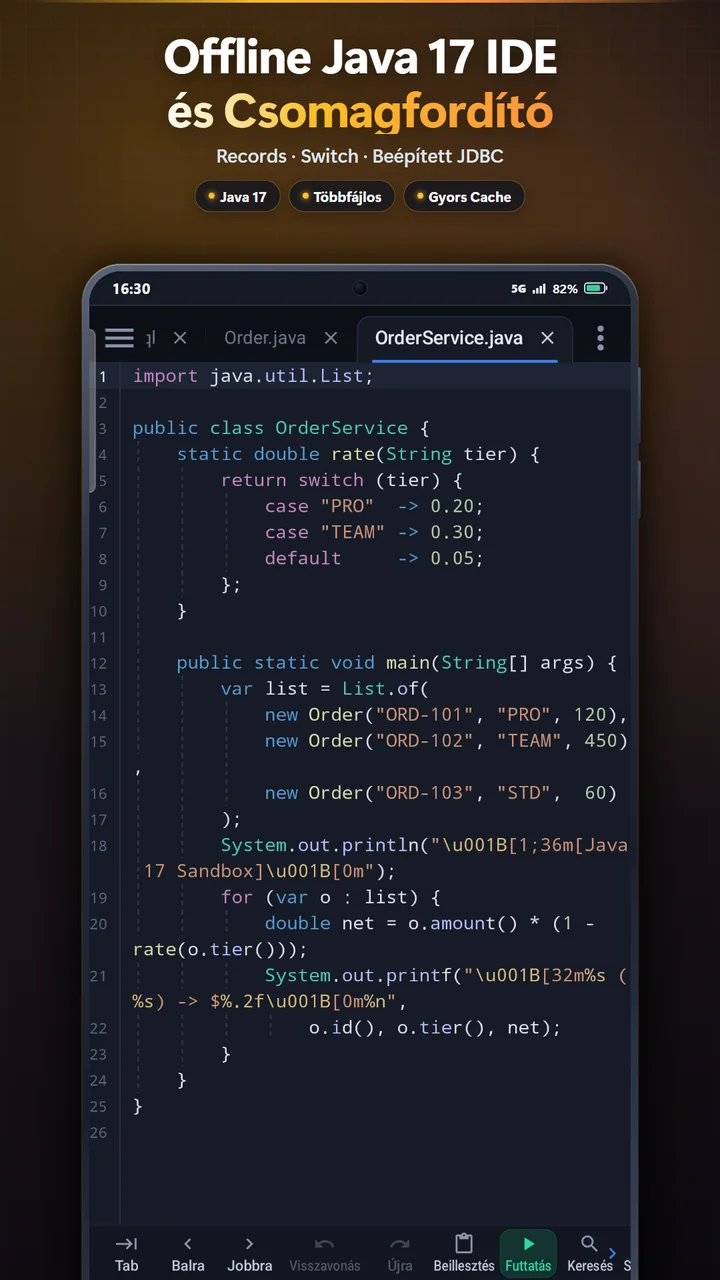 Offline Java 17 IDE
és Csomagfordító
Records · Switch · Beépített JDBC
Java 17 Többfájlos Gyors Cache
16:30 5G 82%
Order.java OrderService.java
1 import java.util.List;
2
3 public class OrderService {
4     static double rate(String tier) {
5         return switch (tier) {
6             case "PRO"  -> 0.20;
7             case "TEAM" -> 0.30;
8             default     -> 0.05;
9         };
10     }
11
12     public static void main(String[] args) {
13         var list = List.of(
14             new Order("ORD-101", "PRO", 120),
15             new Order("ORD-102", "TEAM", 450)
,
16             new Order("ORD-103", "STD",  60)
17         );
18         System.out.println("\u001B[1;36m[Java
 17 Sandbox]\u001B[0m");
19         for (var o : list) {
20             double net = o.amount() * (1 -
rate(o.tier()));
21             System.out.printf("\u001B[32m%s (
%s) -> $%.2f\u001B[0m%n",
22                 o.id(), o.tier(), net);
23         }
24     }
25 }
26
Tab Balra Jobbra Visszavonás Újra Beillesztés Futtatás Keresés S